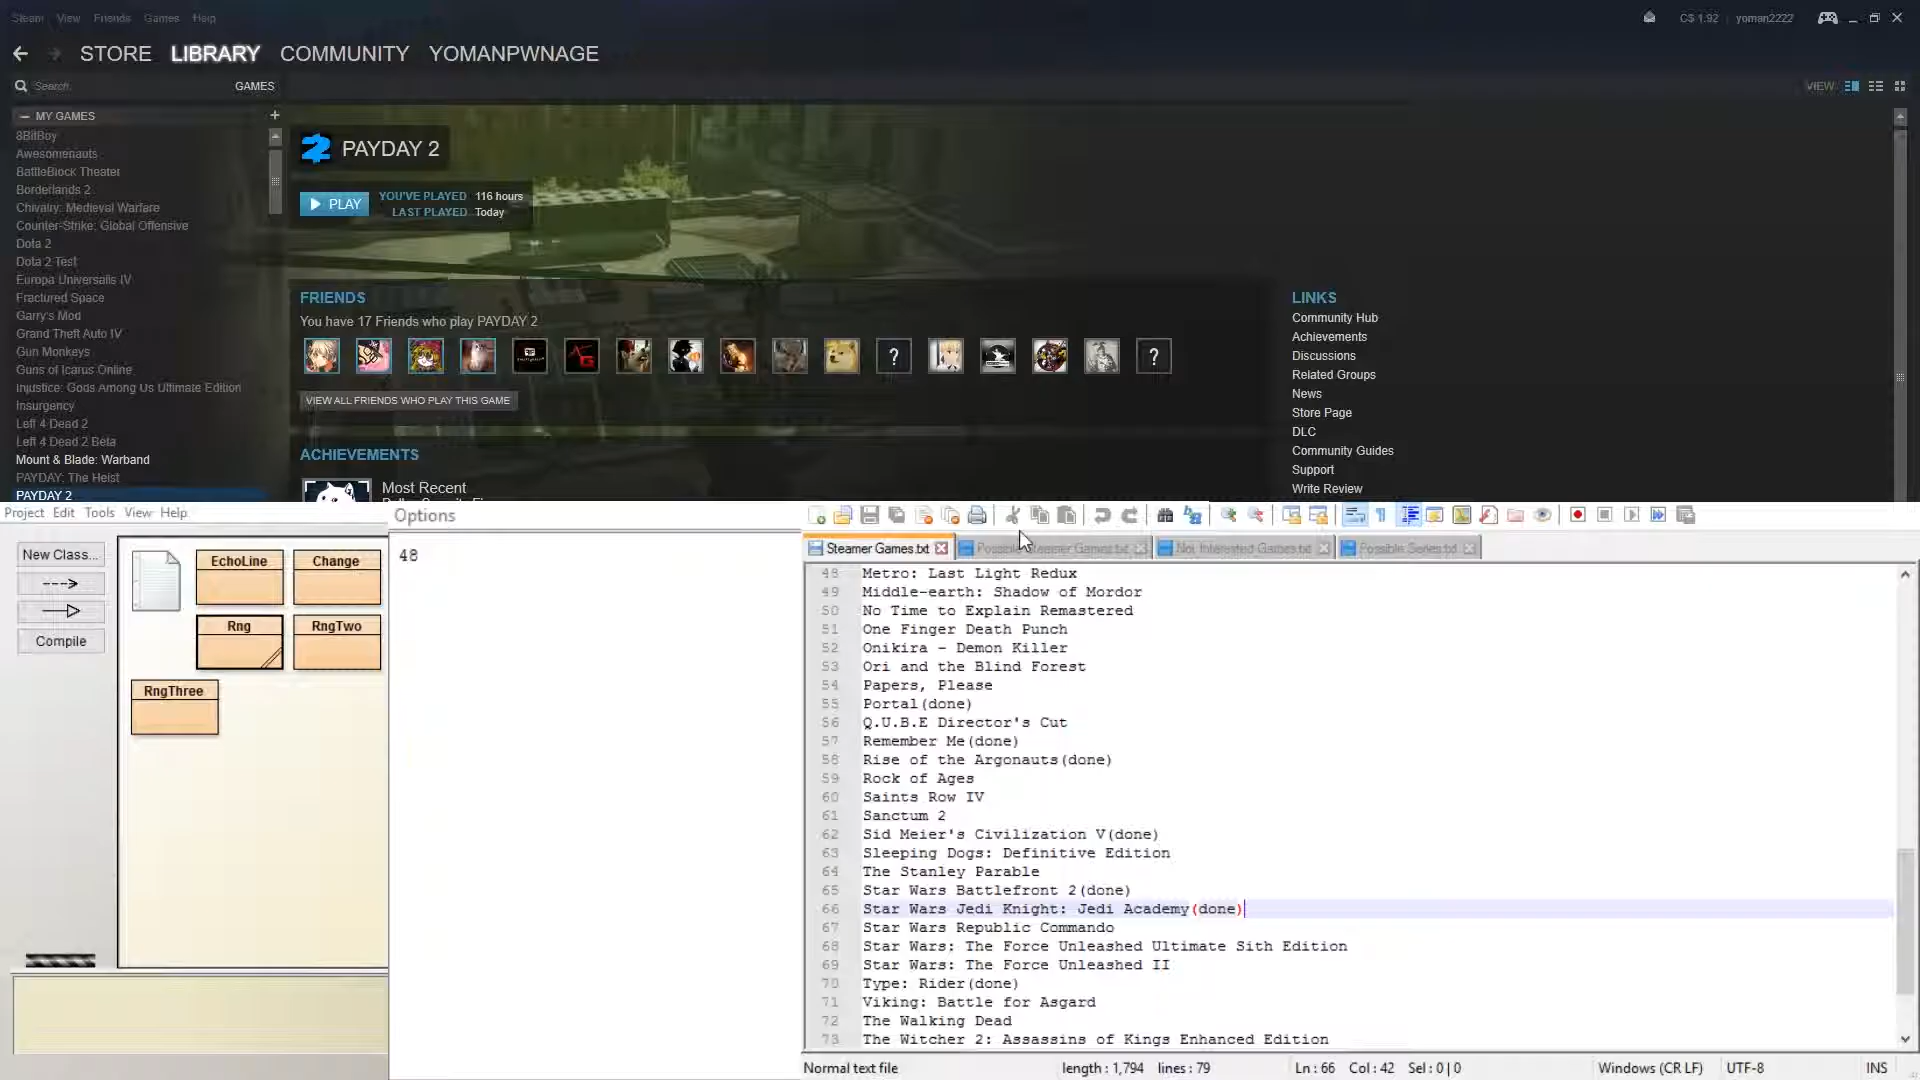 Steam View Friends Games Help
C$ 1.92 yoman2222
STORE LIBRARY COMMUNITY YOMANPWNAGE
Search GAMES VIEW:
MY GAMES +
8BitBoy
Awesomenauts
BattleBlock Theater
Borderlands 2
Chivalry: Medieval Warfare
Counter-Strike: Global Offensive
Dota 2
Dota 2 Test
Europa Universalis IV
Fractured Space
Garry's Mod
Grand Theft Auto IV
Gun Monkeys
Guns of Icarus Online
Injustice: Gods Among Us Ultimate Edition
Insurgency
Left 4 Dead 2
Left 4 Dead 2 Beta
Mount & Blade: Warband
PAYDAY: The Heist
PAYDAY 2
PAYDAY 2
PLAY
YOU'VE PLAYED 116 hours
LAST PLAYED Today
FRIENDS
You have 17 Friends who play PAYDAY 2
? ?
VIEW ALL FRIENDS WHO PLAY THIS GAME
ACHIEVEMENTS
Most Recent
LINKS
Community Hub
Achievements
Discussions
Related Groups
News
Store Page
DLC
Community Guides
Support
Write Review
Project Edit Tools View Help
New Class...
Compile
EchoLine
Change
Rng
RngTwo
RngThree
Options
48
Steamer Games.txt Possible Steamer Games.txt Not Interested Games.txt Possible Series.txt
48 Metro: Last Light Redux
49 Middle-earth: Shadow of Mordor
50 No Time to Explain Remastered
51 One Finger Death Punch
52 Onikira - Demon Killer
53 Ori and the Blind Forest
54 Papers, Please
55 Portal(done)
56 Q.U.B.E Director's Cut
57 Remember Me(done)
58 Rise of the Argonauts(done)
59 Rock of Ages
60 Saints Row IV
61 Sanctum 2
62 Sid Meier's Civilization V(done)
63 Sleeping Dogs: Definitive Edition
64 The Stanley Parable
65 Star Wars Battlefront 2(done)
66 Star Wars Jedi Knight: Jedi Academy(done)
67 Star Wars Republic Commando
68 Star Wars: The Force Unleashed Ultimate Sith Edition
69 Star Wars: The Force Unleashed II
70 Type: Rider(done)
71 Viking: Battle for Asgard
72 The Walking Dead
73 The Witcher 2: Assassins of Kings Enhanced Edition
Normal text file length : 1,794 lines : 79 Ln : 66 Col : 42 Sel : 0 | 0 Windows (CR LF) UTF-8 INS